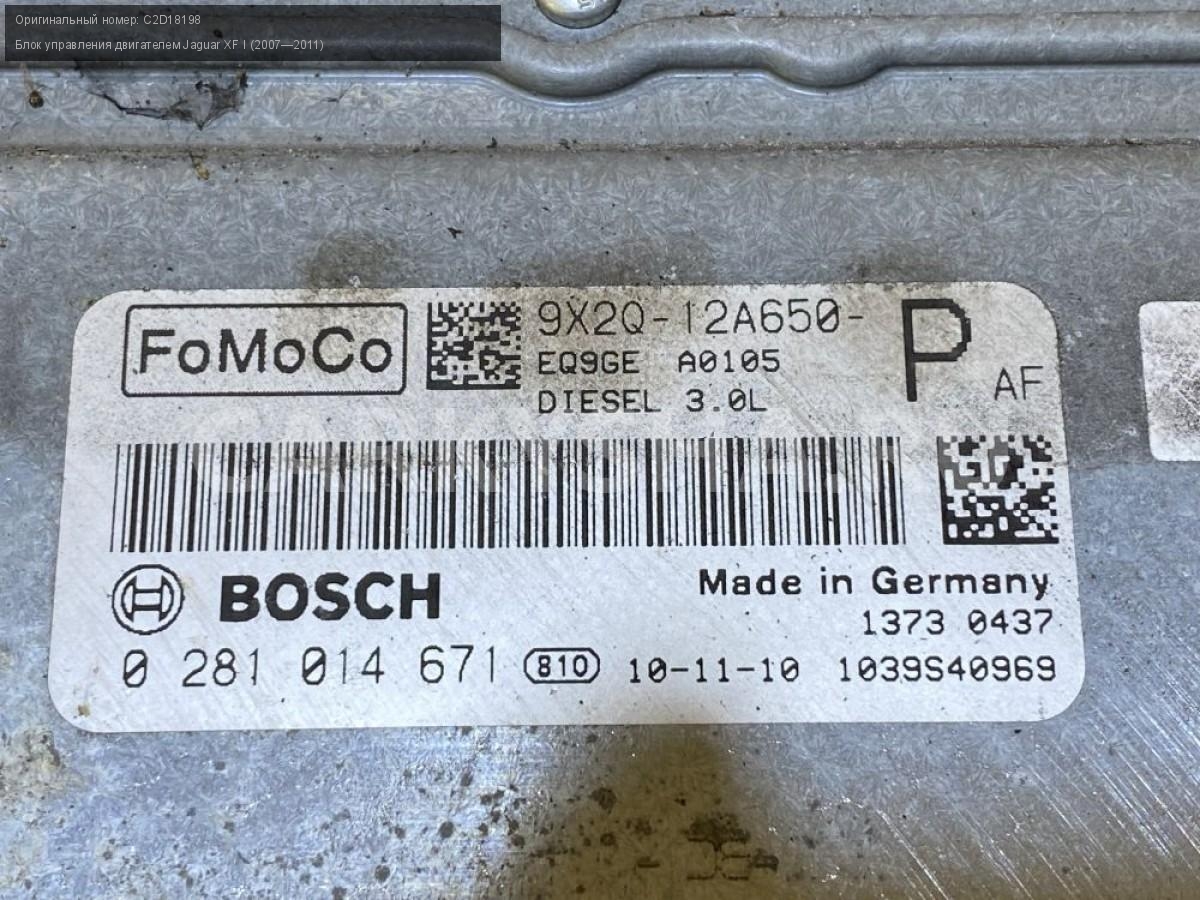 Оригинальный номер: C2D18198
Блок управления двигателем Jaguar XF I (2007—2011)
FoMoCo
9X2Q-12A650-
P
AF
EQ9GE A0105
DIESEL 3.0L
BOSCH
Made in Germany
1373 0437
0 281 014 671 810 10-11-10 1039S40969